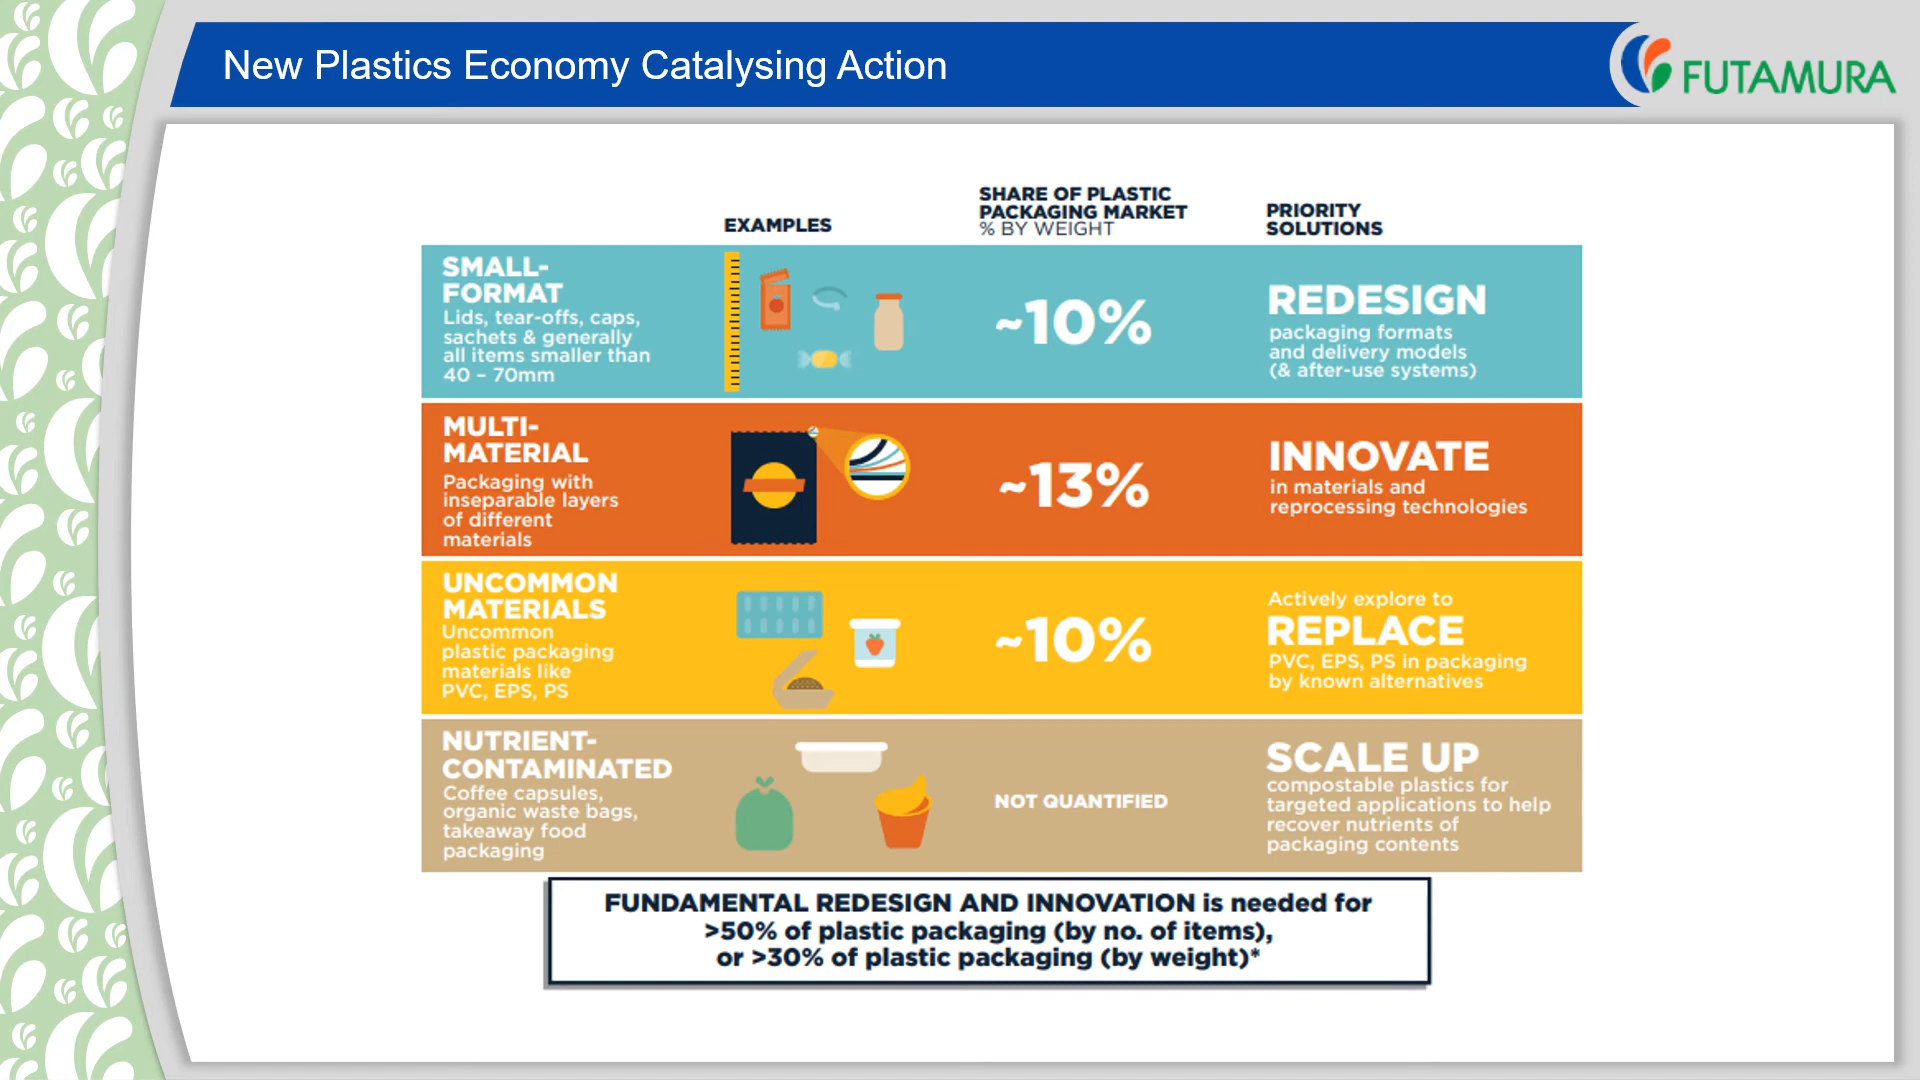 New Plastics Economy Catalysing Action
FUTAMURA
EXAMPLES
SHARE OF PLASTIC
PACKAGING MARKET
% BY WEIGHT
PRIORITY
SOLUTIONS
SMALL-
FORMAT
Lids, tear-offs, caps,
sachets & generally
all items smaller than
40 – 70mm
~10%
REDESIGN
packaging formats
and delivery models
(& after-use systems)
MULTI-
MATERIAL
Packaging with
inseparable layers
of different
materials
~13%
INNOVATE
in materials and
reprocessing technologies
UNCOMMON
MATERIALS
Uncommon
plastic packaging
materials like
PVC, EPS, PS
~10%
Actively explore to
REPLACE
PVC, EPS, PS in packaging
by known alternatives
NUTRIENT-
CONTAMINATED
Coffee capsules,
organic waste bags,
takeaway food
packaging
NOT QUANTIFIED
SCALE UP
compostable plastics for
targeted applications to help
recover nutrients of
packaging contents
FUNDAMENTAL REDESIGN AND INNOVATION is needed for
>50% of plastic packaging (by no. of items),
or >30% of plastic packaging (by weight)*